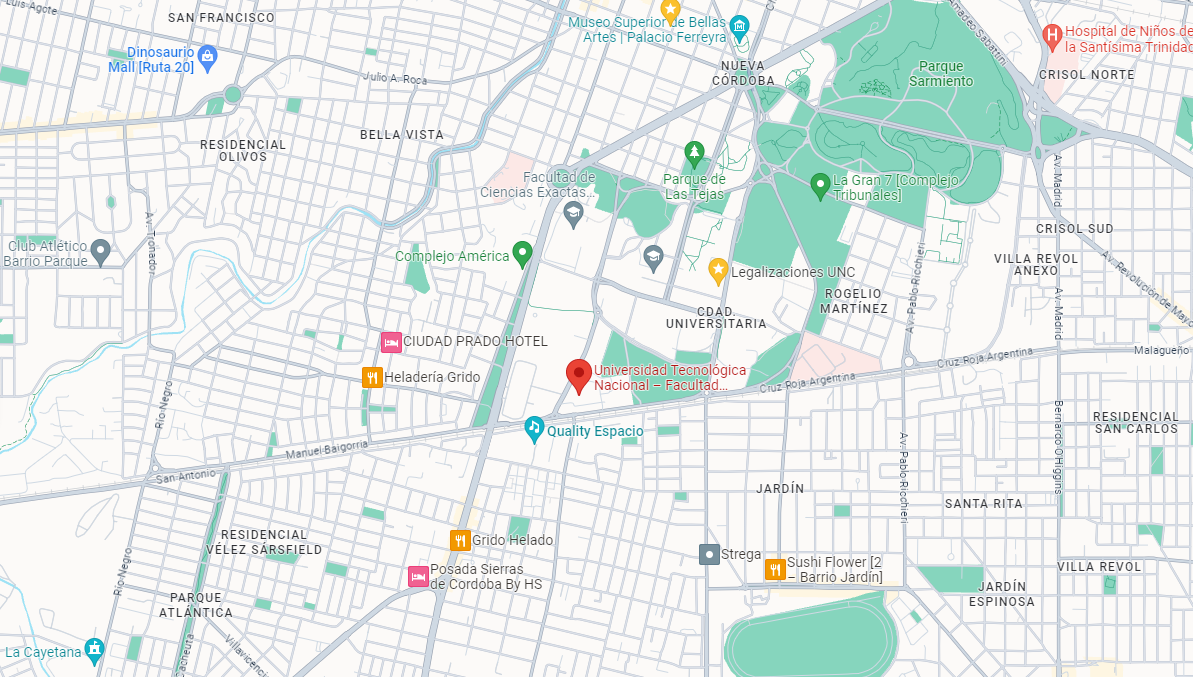 Luis Agote
SAN FRANCISCO
Museo Superior de Bellas
Artes | Palacio Ferreyra
Amadeo Sabattini
Hospital de Niños de
la Santísima Trinidad
Dinosaurio
Mall [Ruta 20]
Julio A. Roca
NUEVA
CÓRDOBA
Parque
Sarmiento
CRISOL NORTE
BELLA VISTA
RESIDENCIAL
OLIVOS
Facultad de
Ciencias Exactas...
Parque de
Las Tejas
La Gran 7 [Complejo
Tribunales]
Av. Madrid
Av. Tronador
Club Atlético
Barrio Parque
Complejo América
Legalizaciones UNC
CRISOL SUD
VILLA REVOL
ANEXO
Av. Revolución de Mayo
Av. Pablo Ricchieri
ROGELIO
MARTÍNEZ
CDAD.
UNIVERSITARIA
Av. Madrid
CIUDAD PRADO HOTEL
Heladería Grido
Universidad Tecnológica
Nacional – Facultad...
Cruz Roja Argentina
Cruz Roja Argentina
Malagueño
Río Negro
Quality Espacio
Manuel Baigorria
San Antonio
Av. Pablo Ricchieri
Bernardo O'Higgins
RESIDENCIAL
SAN CARLOS
JARDÍN
SANTA RITA
RESIDENCIAL
VÉLEZ SÁRSFIELD
Grido Helado
Strega
Sushi Flower [2
– Barrio Jardín]
Posada Sierras
de Cordoba By HS
Río Negro
VILLA REVOL
JARDÍN
ESPINOSA
PARQUE
ATLÁNTICA
La Cayetana
Cacheuta
Villavicencio